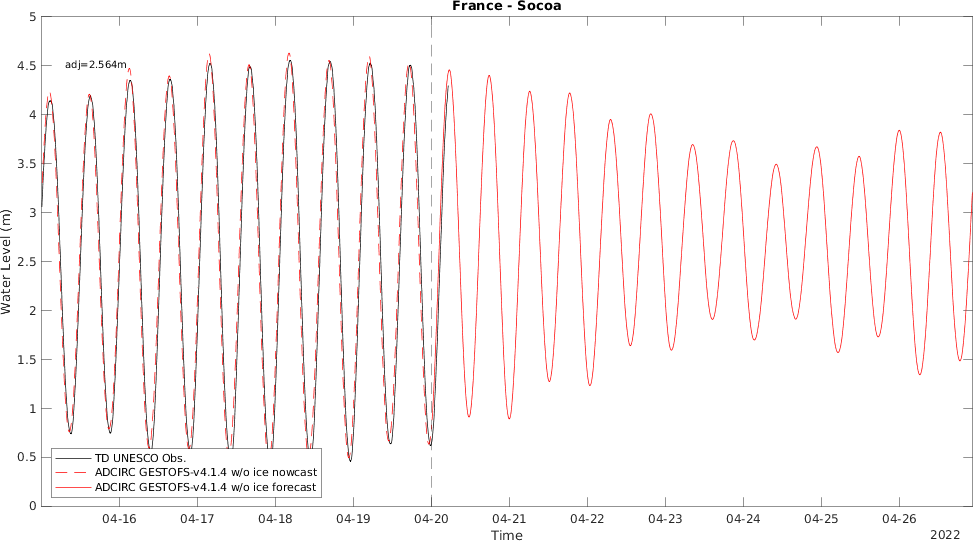 France - Socoa
5
4.5
4
3.5
3
2.5
2
1.5
1
0.5
0
Water Level (m)
adj=2.564m
TD UNESCO Obs.
ADCIRC GESTOFS-v4.1.4 w/o ice nowcast
ADCIRC GESTOFS-v4.1.4 w/o ice forecast
04-16 04-17 04-18 04-19 04-20 04-21 04-22 04-23 04-24 04-25 04-26
Time
2022